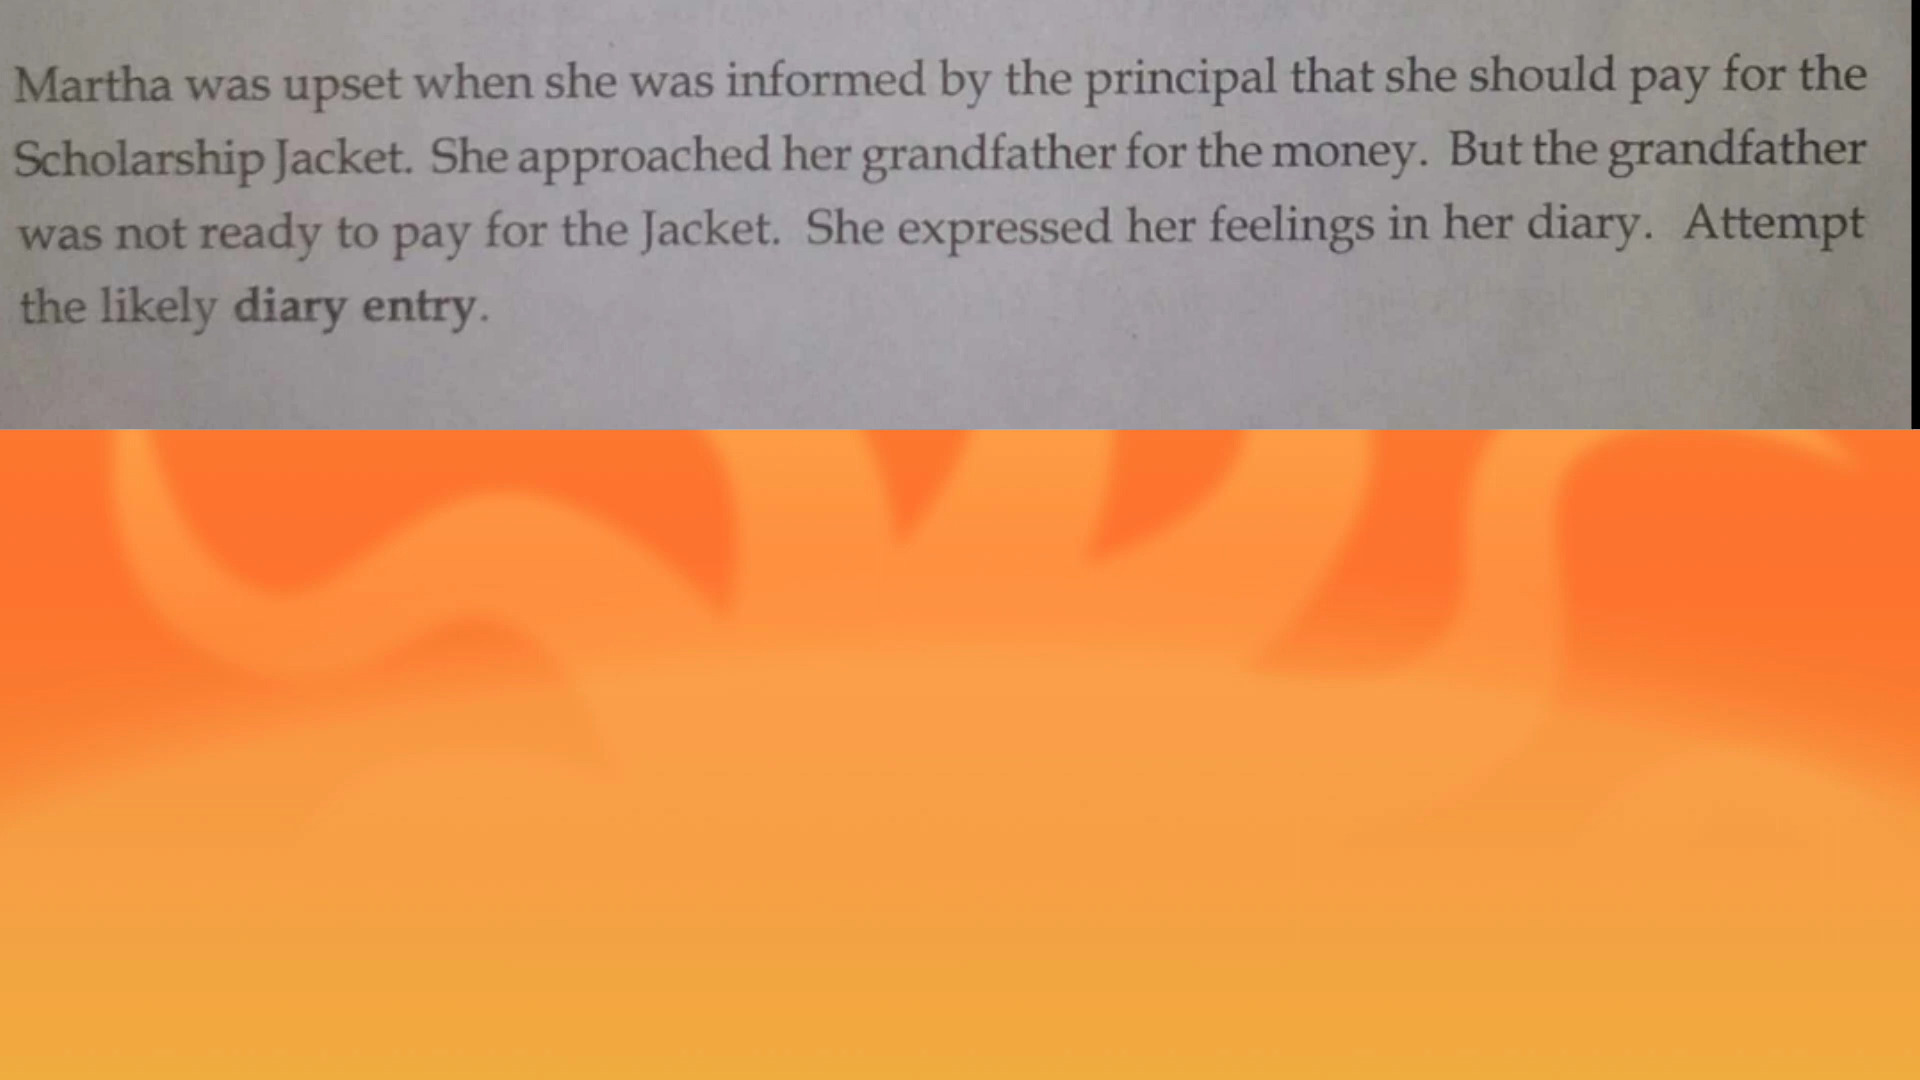 Martha was upset when she was informed by the principal that she should pay for the
Scholarship Jacket. She approached her grandfather for the money. But the grandfather
was not ready to pay for the Jacket. She expressed her feelings in her diary. Attempt
the likely diary entry.